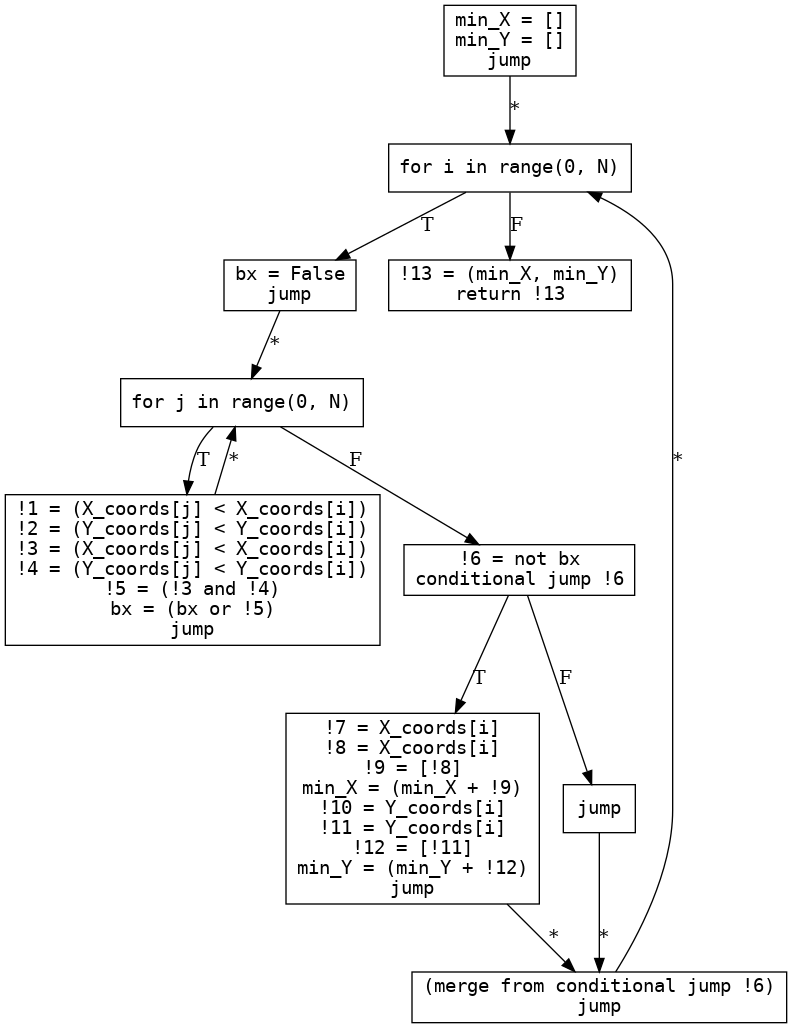 min_X = []
min_Y = []
jump
*
for i in range(0, N)
T
F
bx = False
jump
!13 = (min_X, min_Y)
return !13
*
for j in range(0, N)
T
*
F
*
!1 = (X_coords[j] < X_coords[i])
!2 = (Y_coords[j] < Y_coords[i])
!3 = (X_coords[j] < X_coords[i])
!4 = (Y_coords[j] < Y_coords[i])
!5 = (!3 and !4)
bx = (bx or !5)
jump
!6 = not bx
conditional jump !6
T
F
!7 = X_coords[i]
!8 = X_coords[i]
!9 = [!8]
min_X = (min_X + !9)
!10 = Y_coords[i]
!11 = Y_coords[i]
!12 = [!11]
min_Y = (min_Y + !12)
jump
jump
*
*
(merge from conditional jump !6)
jump